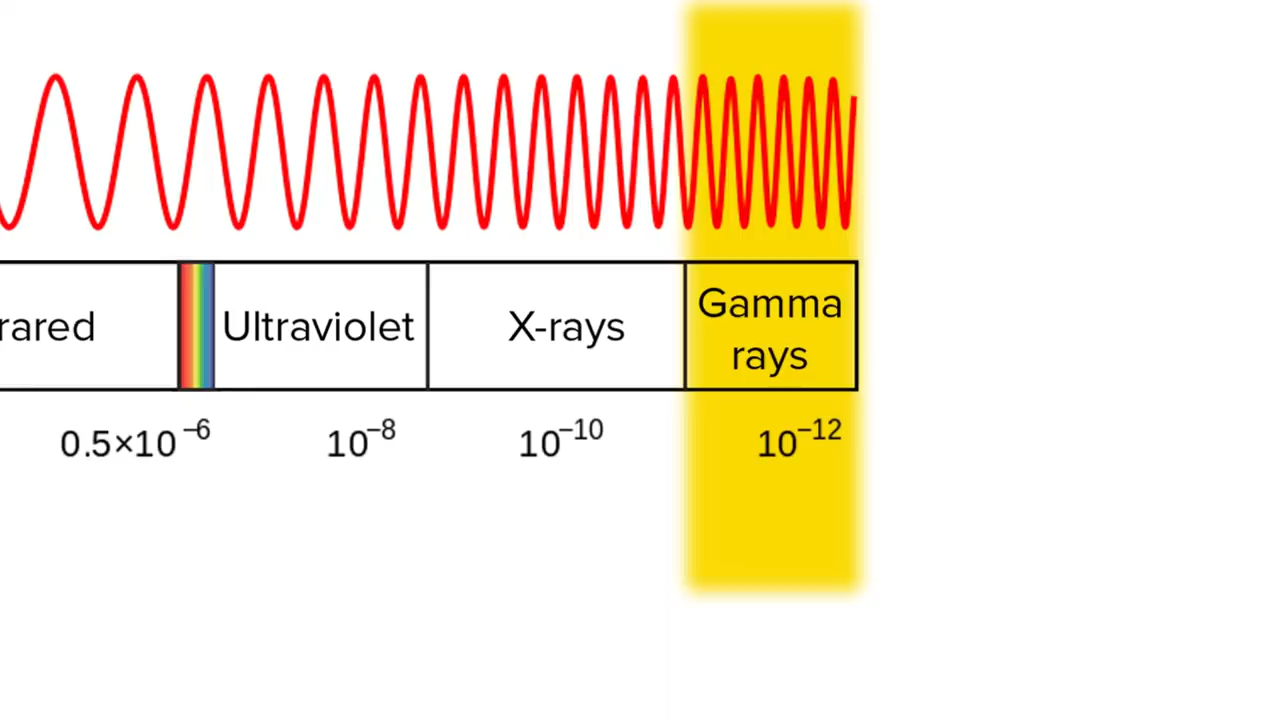 rared
Ultraviolet
X-rays
Gamma
rays
0.5×10⁻⁶
10⁻⁸
10⁻¹⁰
10⁻¹²